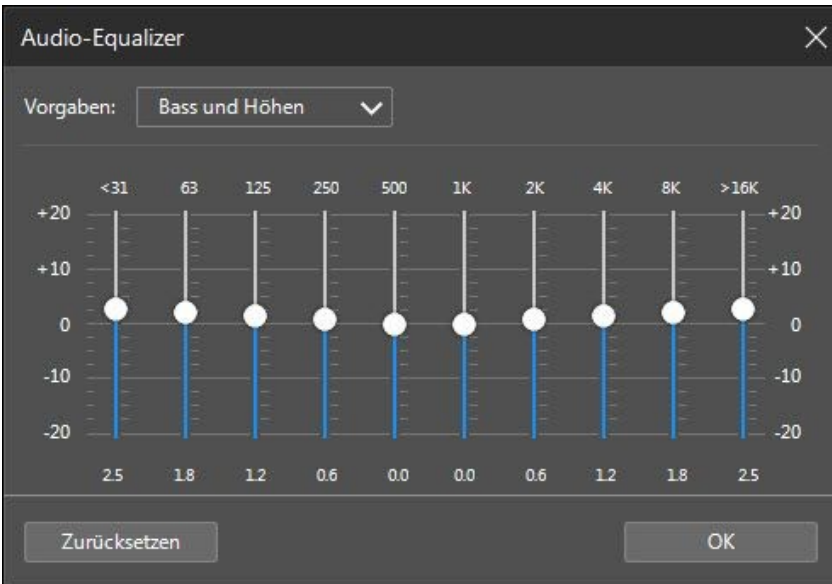 Audio-Equalizer
Vorgaben: Bass und Höhen
<31 63 125 250 500 1K 2K 4K 8K >16K
+20 +20
+10 +10
0 0
-10 -10
-20 -20
2.5 1.8 1.2 0.6 0.0 0.0 0.6 1.2 1.8 2.5
Zurücksetzen OK